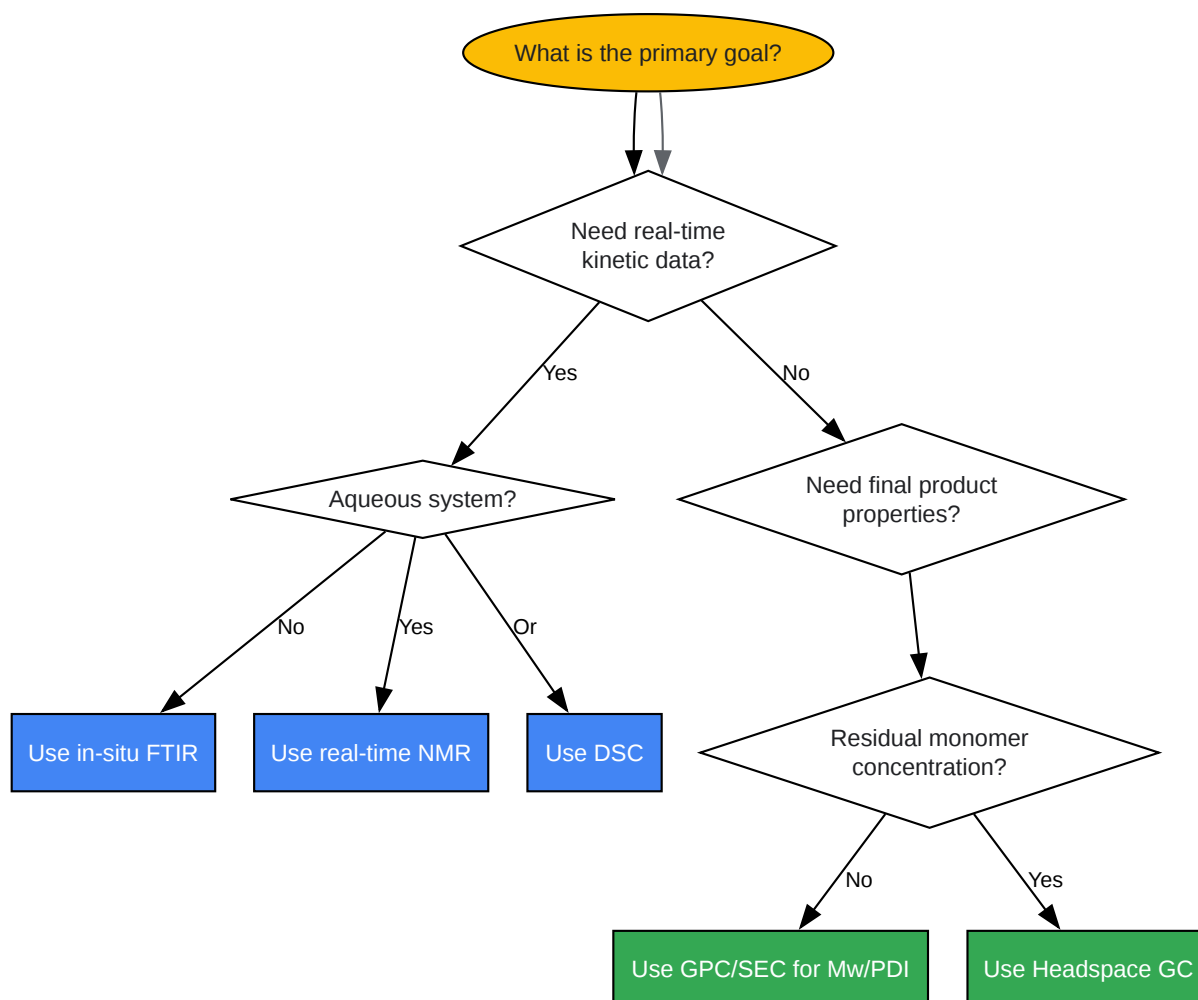 What is the primary goal?
Need real-time
kinetic data?
Yes
No
Aqueous system?
Need final product
properties?
No
Yes
Or
Use in-situ FTIR
Use real-time NMR
Use DSC
Residual monomer
concentration?
No
Yes
Use GPC/SEC for Mw/PDI
Use Headspace GC